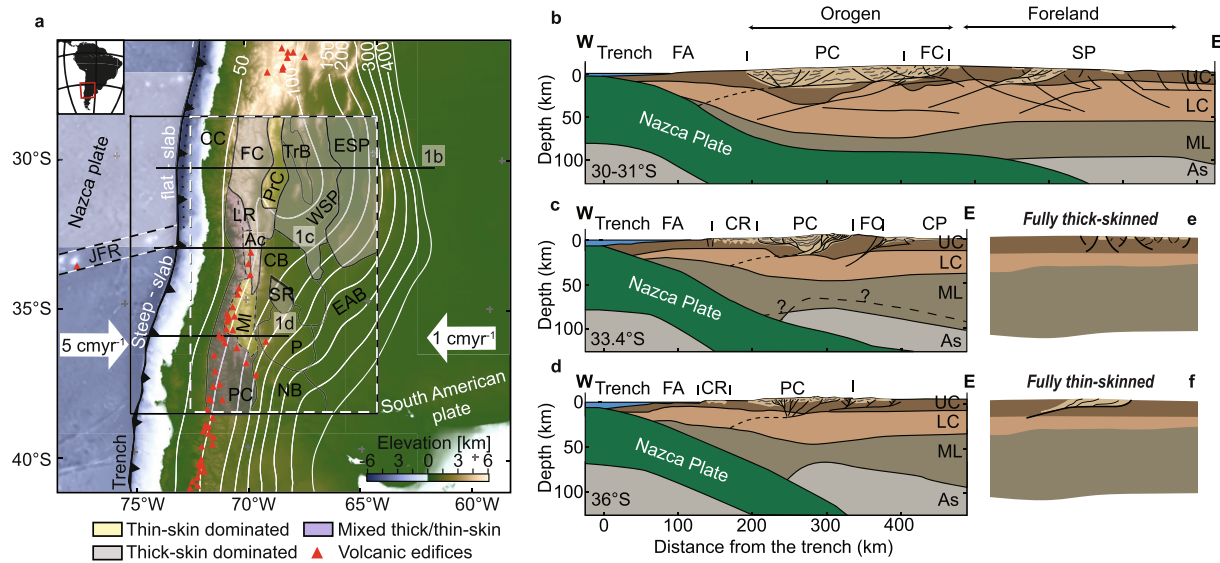 a
50
100
150
200
300
400
30°S
35°S
40°S
Nazca plate
flat slab
Steep - slab
JFR
CC
FC
TrB
ESP
PrC
WSP
LR
Ac
CB
SR
EAB
MI
P
PC
NB
1b
1c
1d
5 cmyr⁻¹
1 cmyr⁻¹
South American
plate
Trench
Elevation [km]
-6 -3 0 3 6
75°W 70°W 65°W 60°W
Thin-skin dominated
Mixed thick/thin-skin
Thick-skin dominated
Volcanic edifices
b
Orogen
Foreland
W
Trench FA PC FC SP
E
0
50
100
Depth (km)
Nazca Plate
30-31°S
UC
LC
ML
As
c
W
Trench FA CR PC FC CP
E
0
50
100
Depth (km)
Nazca Plate
33.4°S
? ?
UC
LC
ML
As
Fully thick-skinned e
d
W
Trench FA CR PC
E
0
50
100
Depth (km)
Nazca Plate
36°S
UC
LC
ML
As
Fully thin-skinned f
0 100 200 300 400
Distance from the trench (km)